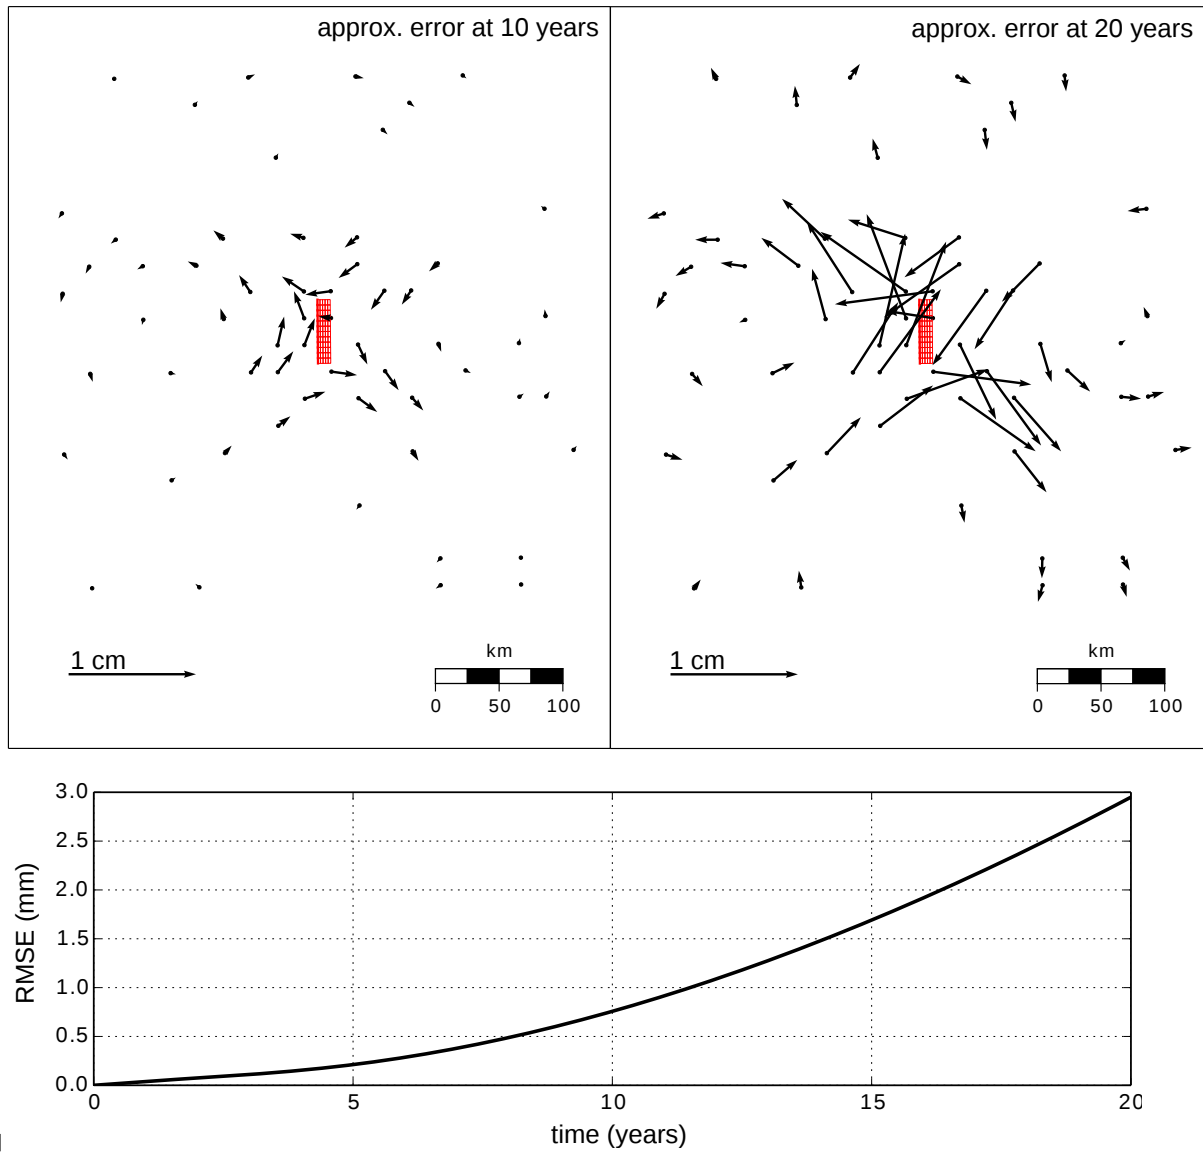 approx. error at 10 years
approx. error at 20 years
1 cm
km
0 50 100
1 cm
km
0 50 100
3.0
2.5
2.0
1.5
1.0
0.5
0.0
RMSE (mm)
0 5 10 15 20
time (years)